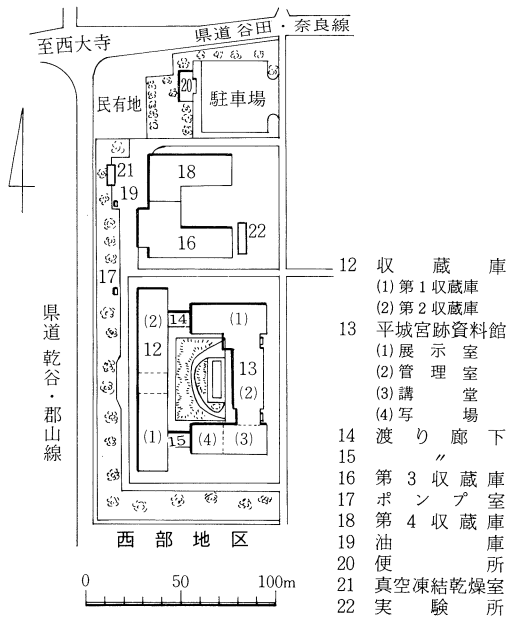 県道 谷田・奈良線
至西大寺
20
民有地
駐車場
21
18
19
22
16
17
県道 乾谷・郡山線
14
(2)
(1)
12
13
(2)
(1)
15
(4)
(3)
西部地区
0 50 100m
12 収蔵庫
(1) 第1収蔵庫
(2) 第2収蔵庫
13 平城宮跡資料館
(1) 展示室
(2) 管理室
(3) 講堂
(4) 写場
14 渡り廊下
15 〃
16 第3収蔵庫
17 ポンプ室
18 第4収蔵庫
19 油庫
20 便所
21 真空凍結乾燥室
22 実験所